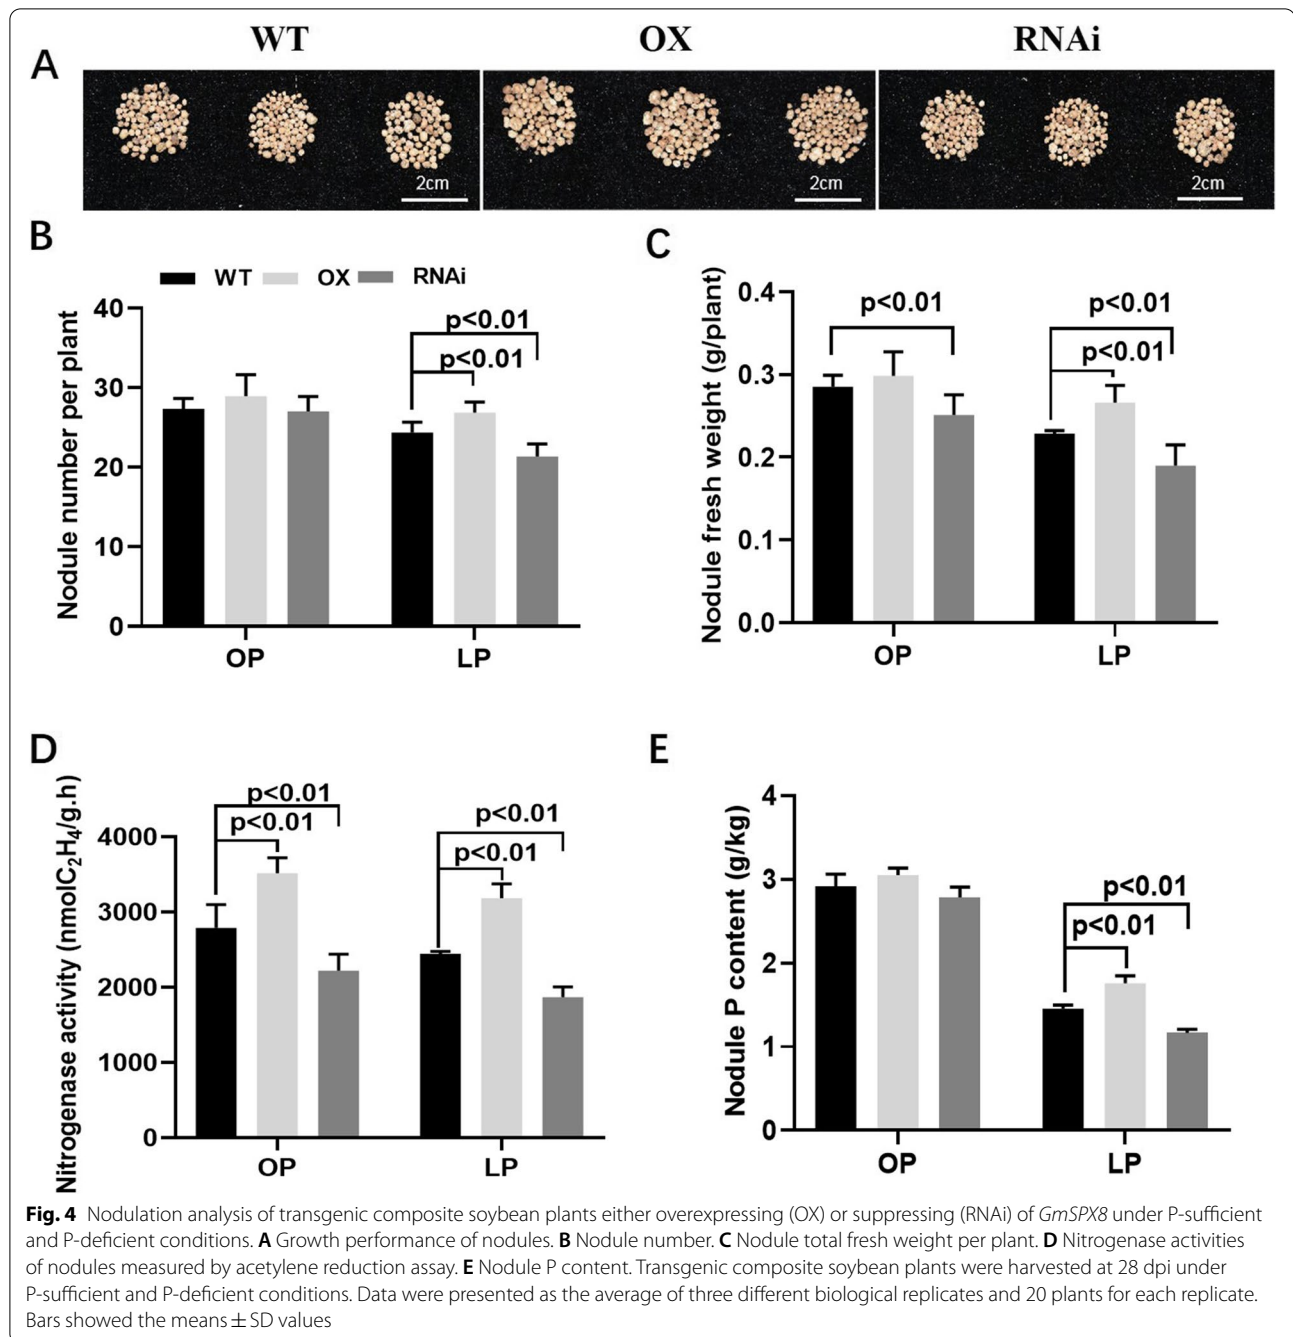 WT OX RNAi
A
2cm 2cm 2cm
B
WT OX RNAi
Nodule number per plant
40
30
20
10
0
p<0.01
p<0.01
OP LP
C
Nodule fresh weight (g/plant)
0.4
0.3
0.2
0.1
0.0
p<0.01
p<0.01
p<0.01
OP LP
D
Nitrogenase activity (nmolC₂H₄/g.h)
4000
3000
2000
1000
0
p<0.01
p<0.01
p<0.01
p<0.01
OP LP
E
Nodule P content (g/kg)
4
3
2
1
0
p<0.01
p<0.01
OP LP
Fig. 4 Nodulation analysis of transgenic composite soybean plants either overexpressing (OX) or suppressing (RNAi) of GmSPX8 under P-sufficient
and P-deficient conditions. A Growth performance of nodules. B Nodule number. C Nodule total fresh weight per plant. D Nitrogenase activities
of nodules measured by acetylene reduction assay. E Nodule P content. Transgenic composite soybean plants were harvested at 28 dpi under
P-sufficient and P-deficient conditions. Data were presented as the average of three different biological replicates and 20 plants for each replicate.
Bars showed the means ± SD values